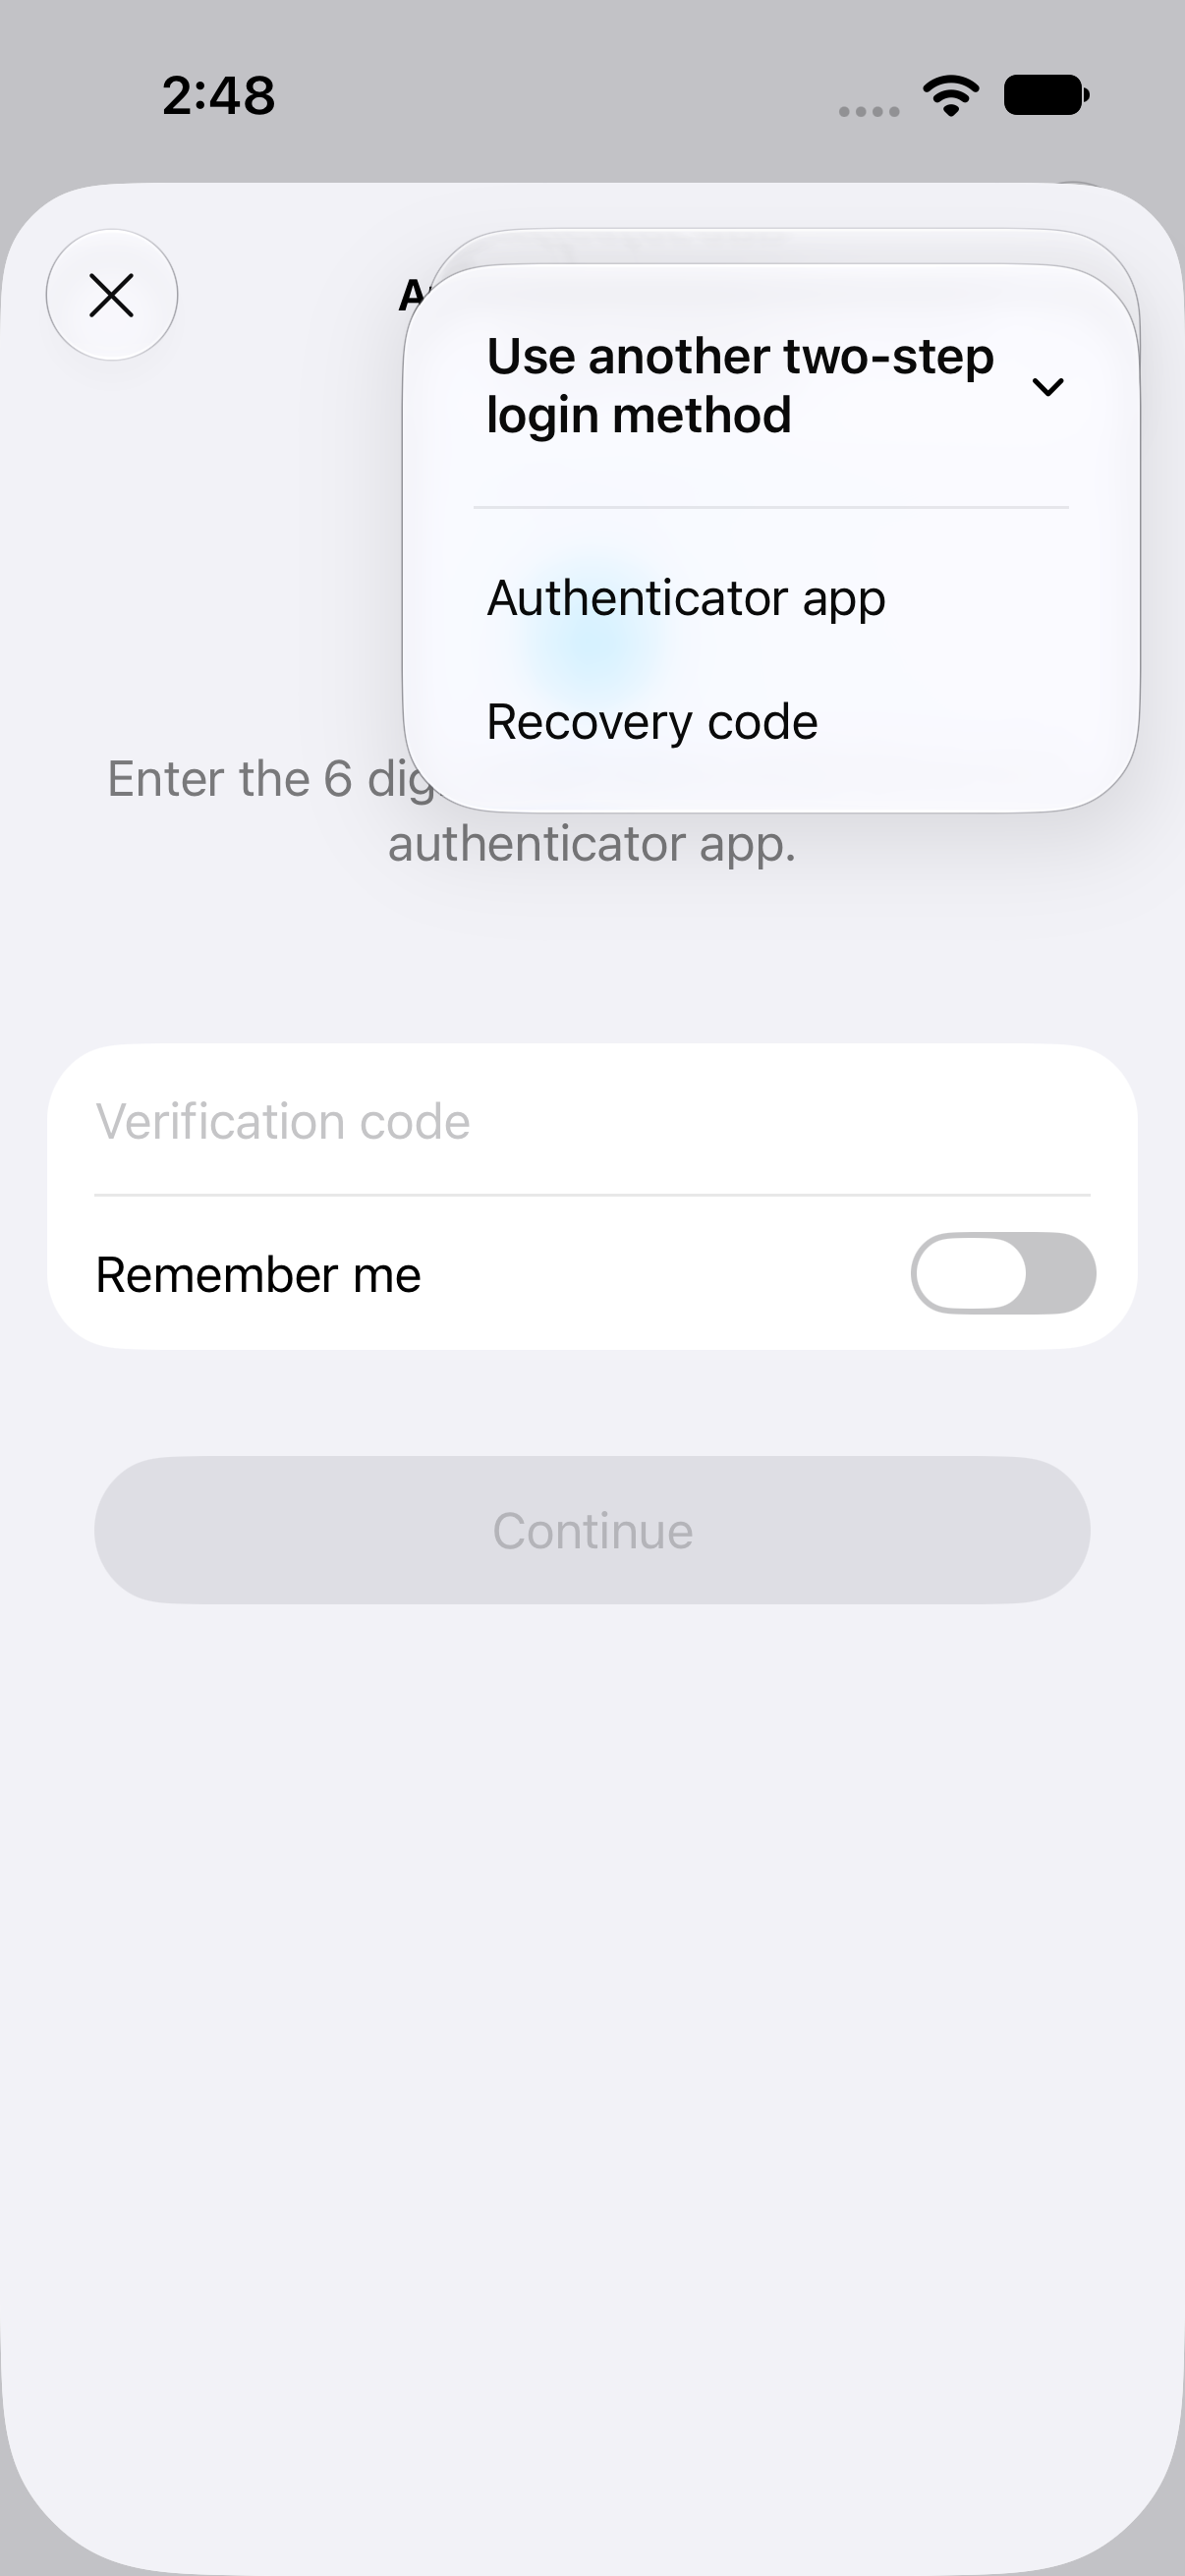 2:48
Use another two-step
login method
Authenticator app
Recovery code
Enter the 6
authenticator app.
Verification code
Remember me
Continue